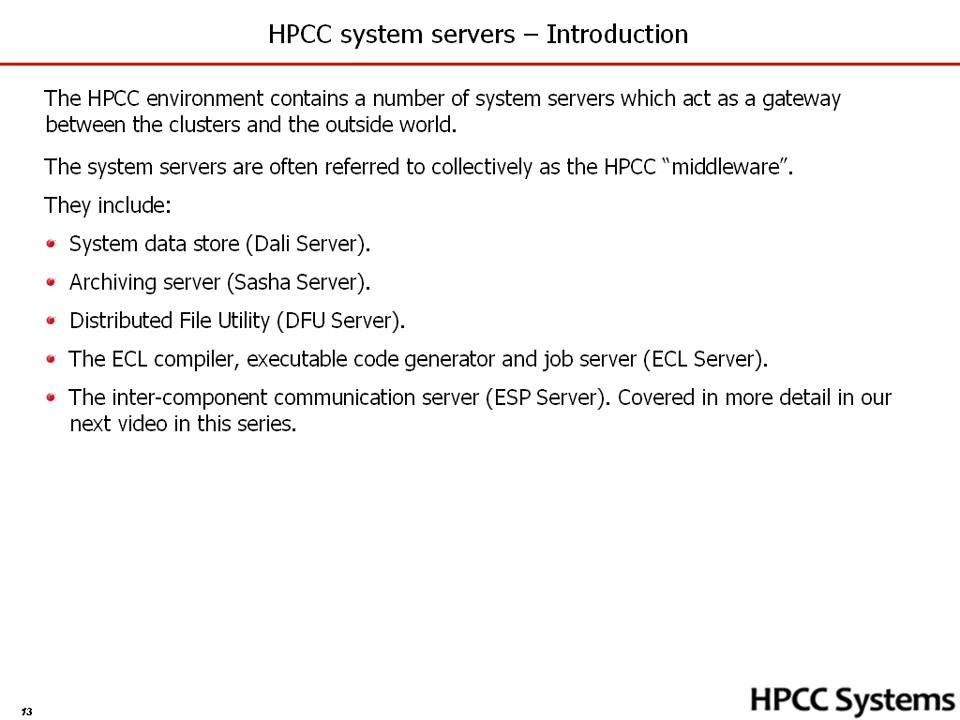 HPCC system servers – Introduction
The HPCC environment contains a number of system servers which act as a gateway
between the clusters and the outside world.
The system servers are often referred to collectively as the HPCC “middleware”.
They include:
System data store (Dali Server).
Archiving server (Sasha Server).
Distributed File Utility (DFU Server).
The ECL compiler, executable code generator and job server (ECL Server).
The inter-component communication server (ESP Server). Covered in more detail in our
next video in this series.
13
HPCC Systems